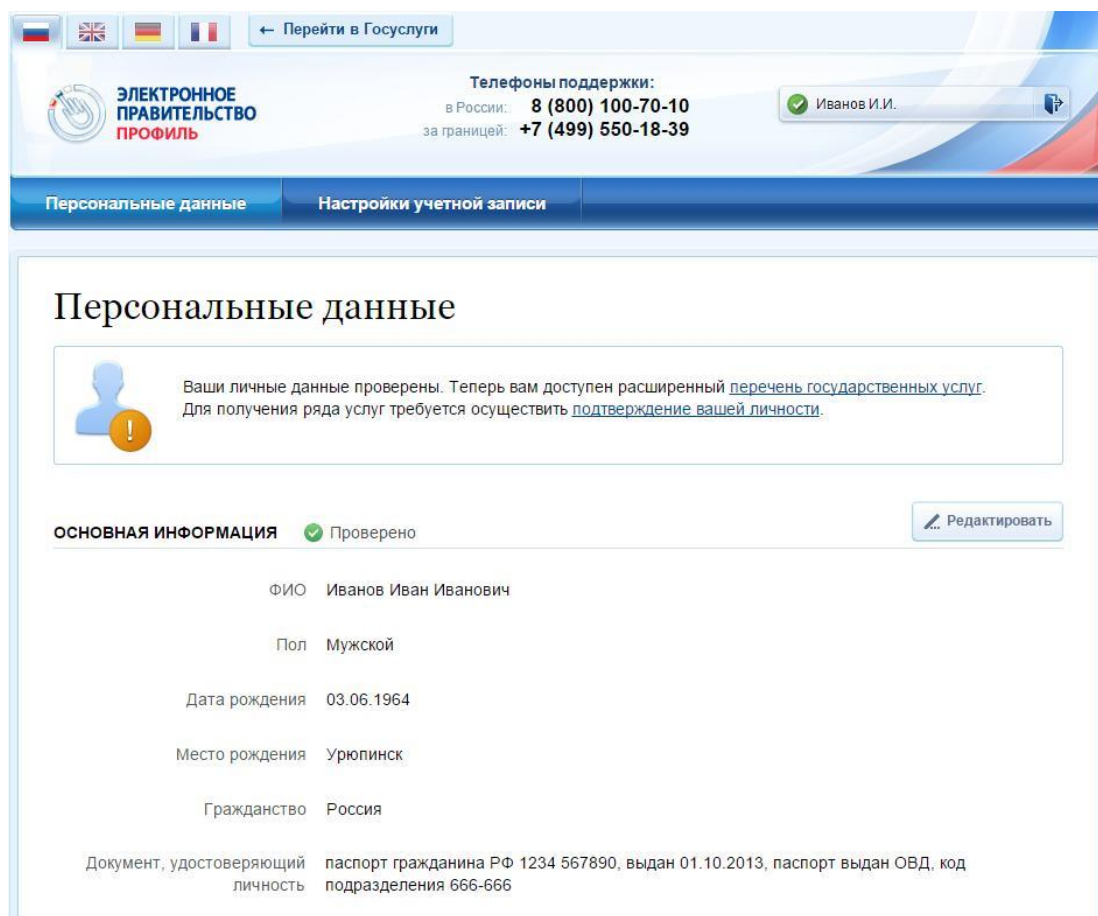 ← Перейти в Госуслуги
ЭЛЕКТРОННОЕ
ПРАВИТЕЛЬСТВО
ПРОФИЛЬ
Телефоны поддержки:
в России: 8 (800) 100-70-10
за границей: +7 (499) 550-18-39
Иванов И.И.
Персональные данные Настройки учетной записи
Персональные данные
Ваши личные данные проверены. Теперь вам доступен расширенный перечень государственных услуг.
Для получения ряда услуг требуется осуществить подтверждение вашей личности.
ОСНОВНАЯ ИНФОРМАЦИЯ Проверено Редактировать
ФИО Иванов Иван Иванович
Пол Мужской
Дата рождения 03.06.1964
Место рождения Урюпинск
Гражданство Россия
Документ, удостоверяющий паспорт гражданина РФ 1234 567890, выдан 01.10.2013, паспорт выдан ОВД, код
личность подразделения 666-666